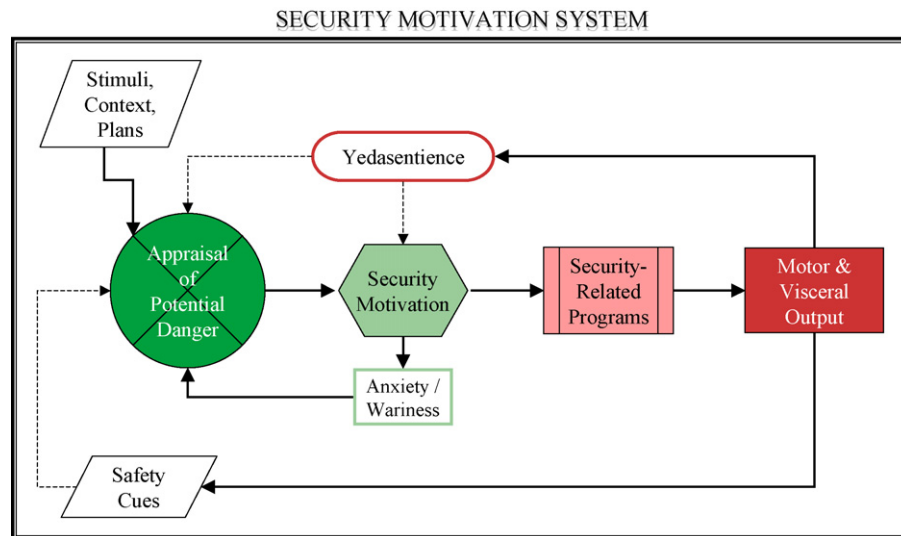 SECURITY MOTIVATION SYSTEM
Stimuli,
Context,
Plans
Yedasentience
Appraisal
of
Potential
Danger
Security
Motivation
Security-
Related
Programs
Motor &
Visceral
Output
Anxiety /
Wariness
Safety
Cues